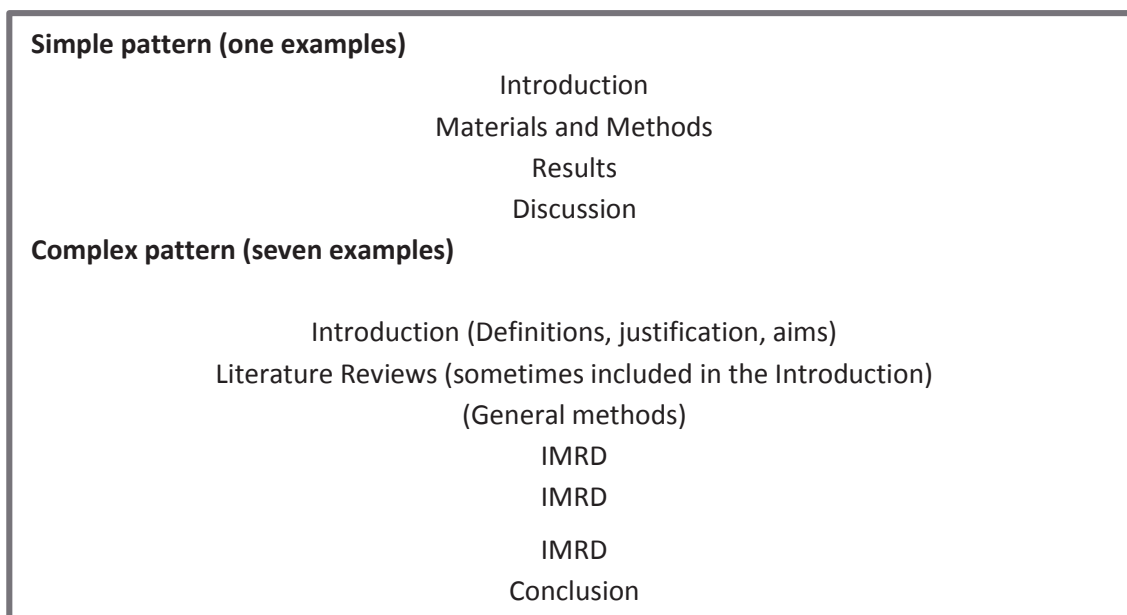 Simple pattern (one examples)
Introduction
Materials and Methods
Results
Discussion
Complex pattern (seven examples)
Introduction (Definitions, justification, aims)
Literature Reviews (sometimes included in the Introduction)
(General methods)
IMRD
IMRD
IMRD
Conclusion